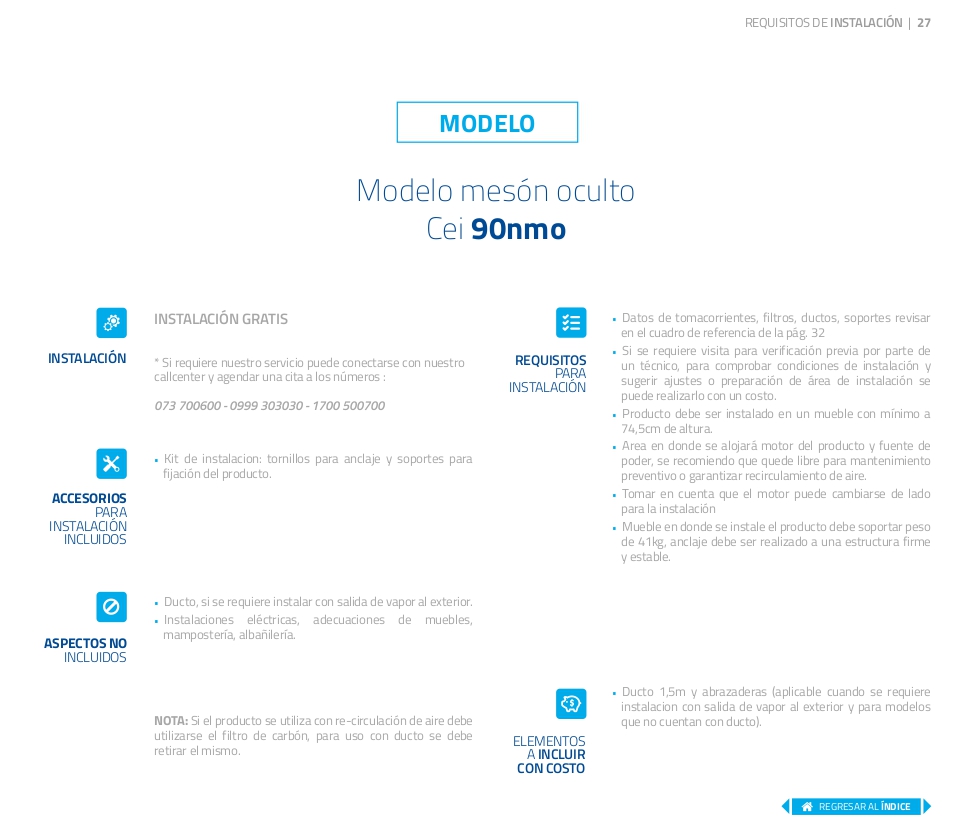 REQUISITOS DE INSTALACIÓN | 27
MODELO
Modelo mesón oculto
Cei 90nmo
INSTALACIÓN
INSTALACIÓN GRATIS
* Si requiere nuestro servicio puede conectarse con nuestro
callcenter y agendar una cita a los números :
073 700600 - 0999 303030 - 1700 500700
ACCESORIOS
PARA
INSTALACIÓN
INCLUIDOS
▪ Kit de instalacion: tornillos para anclaje y soportes para
fijación del producto.
ASPECTOS NO
INCLUIDOS
▪ Ducto, si se requiere instalar con salida de vapor al exterior.
▪ Instalaciones eléctricas, adecuaciones de muebles,
mampostería, albañilería.
NOTA: Si el producto se utiliza con re-circulación de aire debe
utilizarse el filtro de carbón, para uso con ducto se debe
retirar el mismo.
REQUISITOS
PARA
INSTALACIÓN
▪ Datos de tomacorrientes, filtros, ductos, soportes revisar
en el cuadro de referencia de la pág. 32
▪ Si se requiere visita para verificación previa por parte de
un técnico, para comprobar condiciones de instalación y
sugerir ajustes o preparación de área de instalación se
puede realizarlo con un costo.
▪ Producto debe ser instalado en un mueble con mínimo a
74,5cm de altura.
▪ Area en donde se alojará motor del producto y fuente de
poder, se recomiendo que quede libre para mantenimiento
preventivo o garantizar recirculamiento de aire.
▪ Tomar en cuenta que el motor puede cambiarse de lado
para la instalación
▪ Mueble en donde se instale el producto debe soportar peso
de 41kg, anclaje debe ser realizado a una estructura firme
y estable.
ELEMENTOS
A INCLUIR
CON COSTO
▪ Ducto 1,5m y abrazaderas (aplicable cuando se requiere
instalacion con salida de vapor al exterior y para modelos
que no cuentan con ducto).
REGRESAR AL ÍNDICE